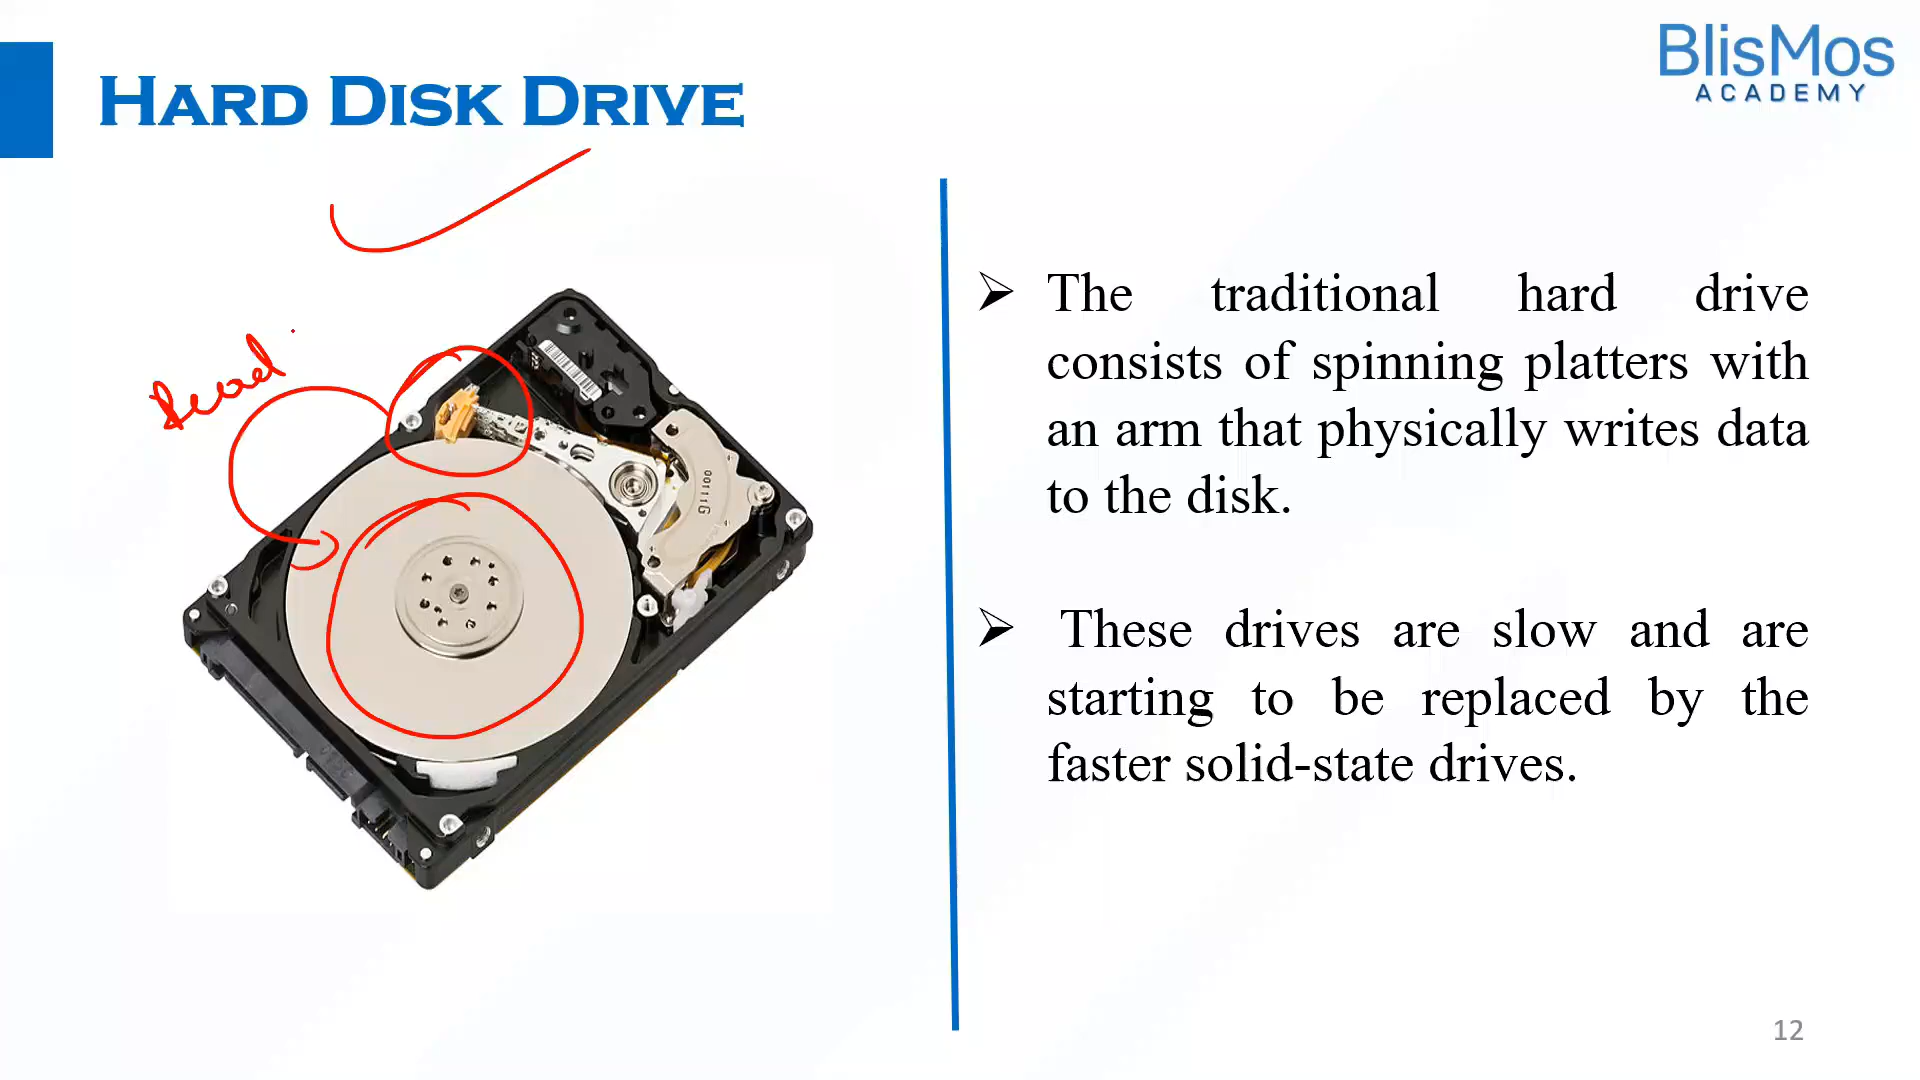 BlisMos
ACADEMY
HARD DISK DRIVE
Read
00111G
➢ The traditional hard drive
consists of spinning platters with
an arm that physically writes data
to the disk.
➢ These drives are slow and are
starting to be replaced by the
faster solid-state drives.
12